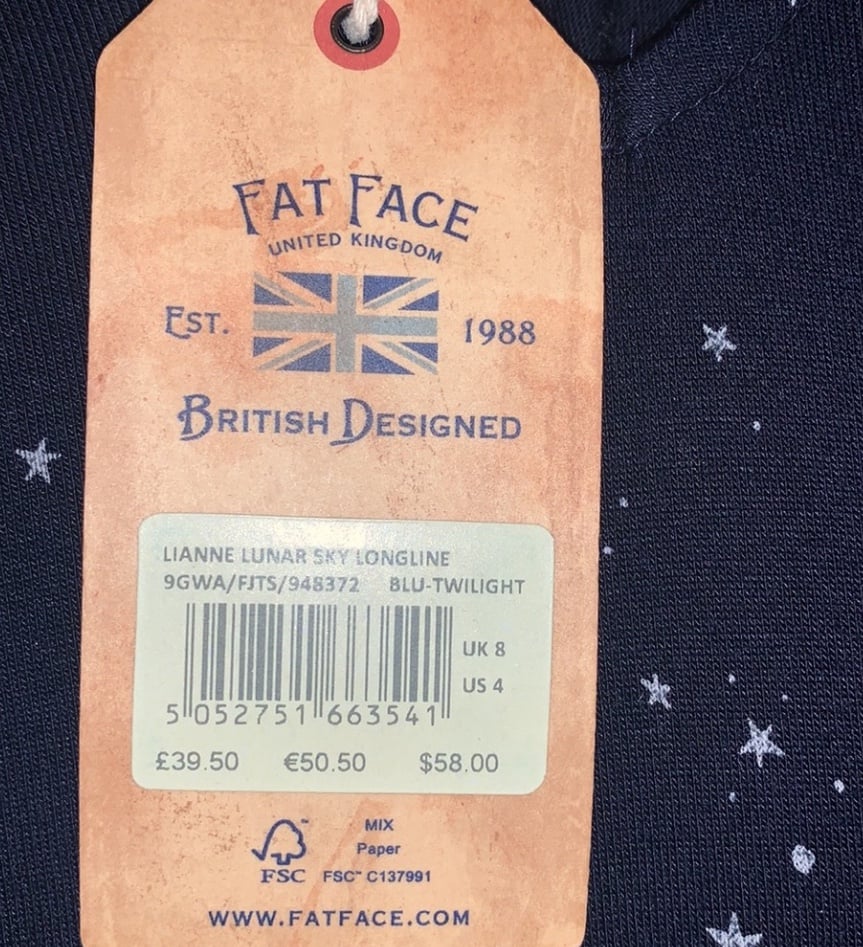 FAT FACE
UNITED KINGDOM
EST. 1988
BRITISH DESIGNED
LIANNE LUNAR SKY LONGLINE
9GWA/FJTS/948372 BLU-TWILIGHT
UK 8
US 4
5 052751 663541
£39.50 €50.50 $58.00
MIX
Paper
FSC FSC™ C137991
WWW.FATFACE.COM